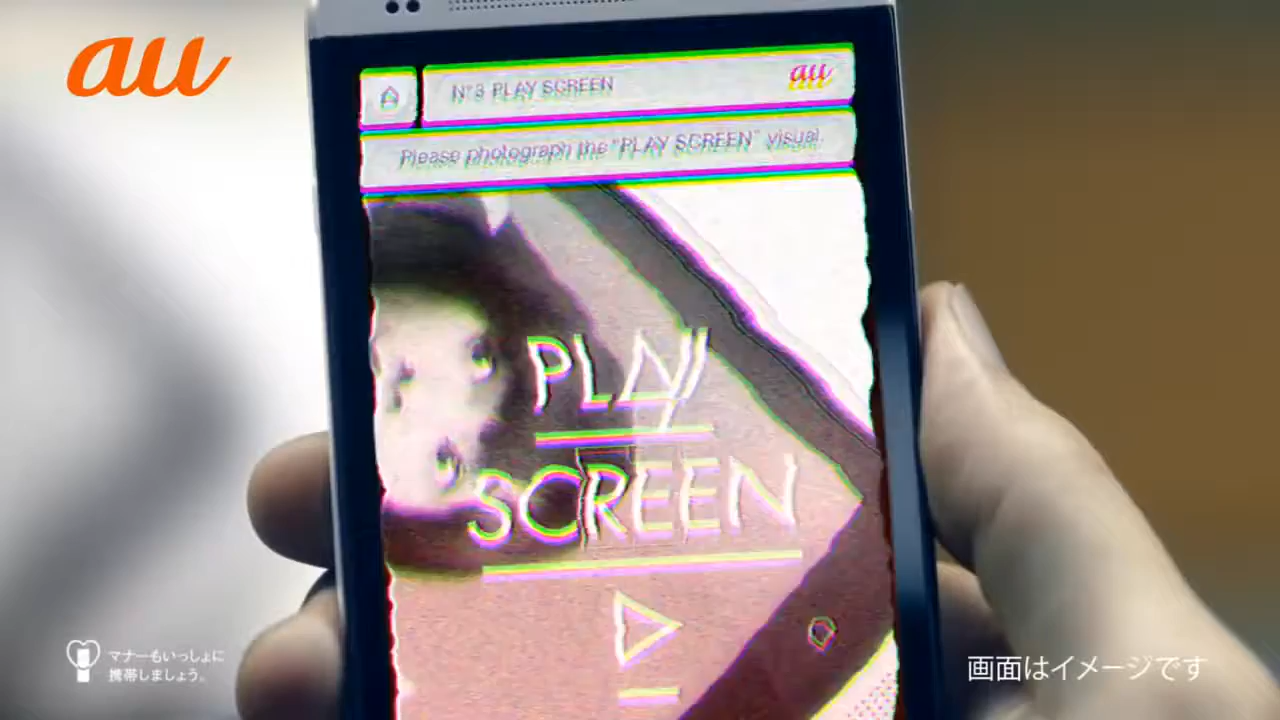 au
N°3 PLAY SCREEN
au
Please photograph the "PLAY SCREEN" visual.
PLAY
SCREEN
マナーもいっしょに
携帯しましょう。
画面はイメージです